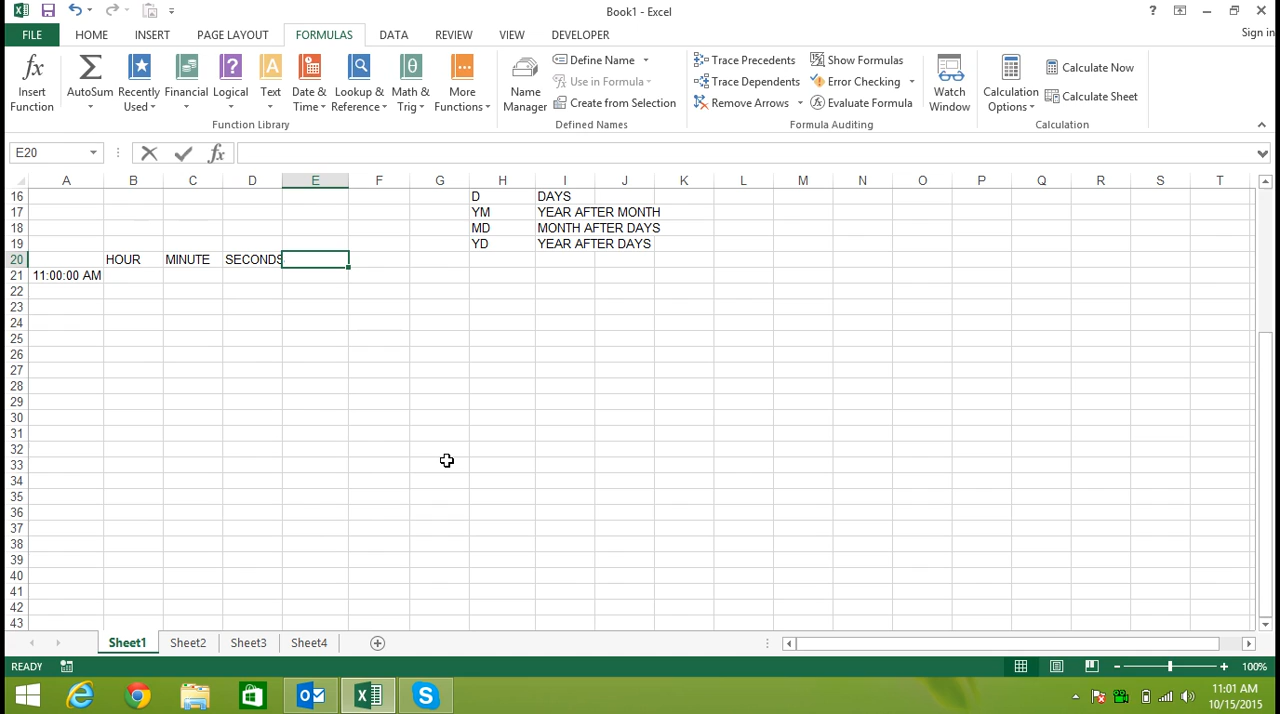 Book1 - Excel
?
FILE HOME INSERT PAGE LAYOUT FORMULAS DATA REVIEW VIEW DEVELOPER Sign in
fx Σ ? A θ
Insert Function
AutoSum
Recently Used
Financial
Logical
Text
Date & Time
Lookup & Reference
Math & Trig
More Functions
Function Library
Name Manager
Define Name
Use in Formula
Create from Selection
Defined Names
Trace Precedents
Trace Dependents
Remove Arrows
Show Formulas
Error Checking
Evaluate Formula
Formula Auditing
Watch Window
Calculation Options
Calculate Now
Calculate Sheet
Calculation
E20 fx
A B C D E F G H I J K L M N O P Q R S T
16 D DAYS
17 YM YEAR AFTER MONTH
18 MD MONTH AFTER DAYS
19 YD YEAR AFTER DAYS
20 HOUR MINUTE SECONDS
21 11:00:00 AM
22
23
24
25
26
27
28
29
30
31
32
33
34
35
36
37
38
39
40
41
42
43
Sheet1 Sheet2 Sheet3 Sheet4
READY 100%
11:01 AM
10/15/2015